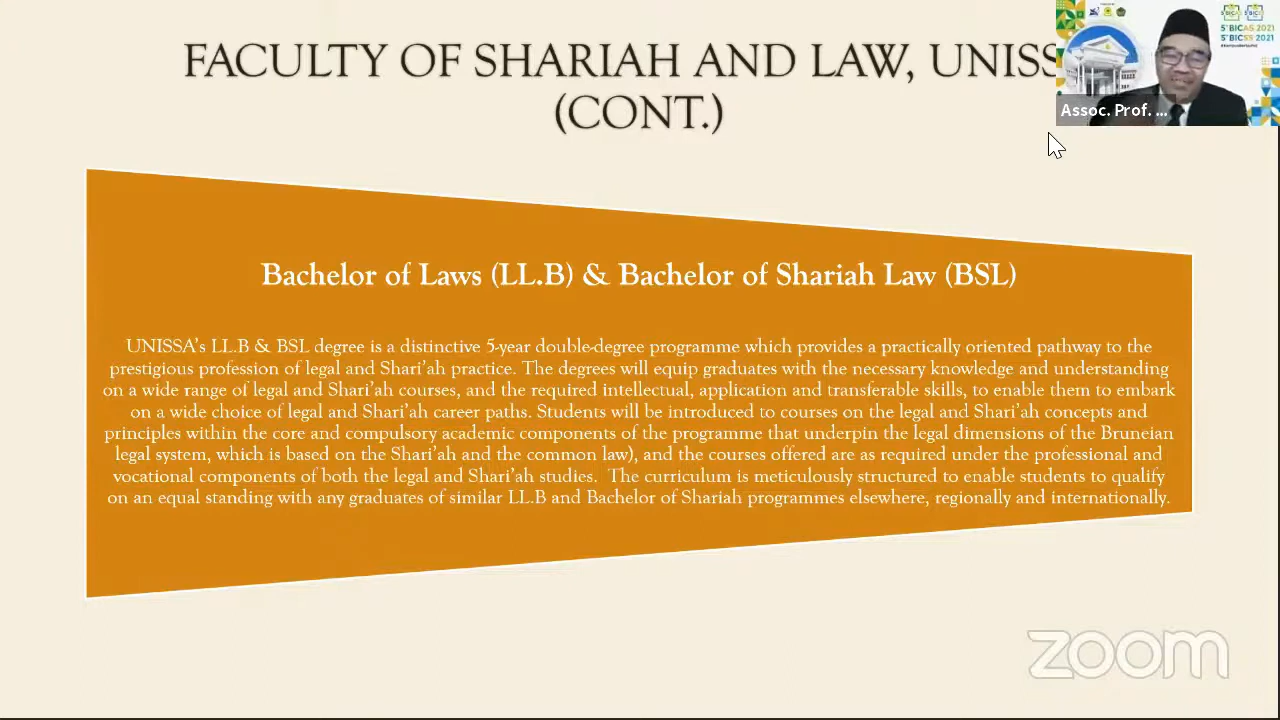 FACULTY OF SHARIAH AND LAW, UNISS
(CONT.)
5th BICAS 2021
5th BICSS 2021
Assoc. Prof. ...
Bachelor of Laws (LL.B) & Bachelor of Shariah Law (BSL)
UNISSA's LL.B & BSL degree is a distinctive 5-year double-degree programme which provides a practically oriented pathway to the
prestigious profession of legal and Shari'ah practice. The degrees will equip graduates with the necessary knowledge and understanding
on a wide range of legal and Shari'ah courses, and the required intellectual, application and transferable skills, to enable them to embark
on a wide choice of legal and Shari'ah career paths. Students will be introduced to courses on the legal and Shari'ah concepts and
principles within the core and compulsory academic components of the programme that underpin the legal dimensions of the Bruneian
legal system, which is based on the Shari'ah and the common law), and the courses offered are as required under the professional and
vocational components of both the legal and Shari'ah studies.  The curriculum is meticulously structured to enable students to qualify
on an equal standing with any graduates of similar LL.B and Bachelor of Shariah programmes elsewhere, regionally and internationally.
zoom